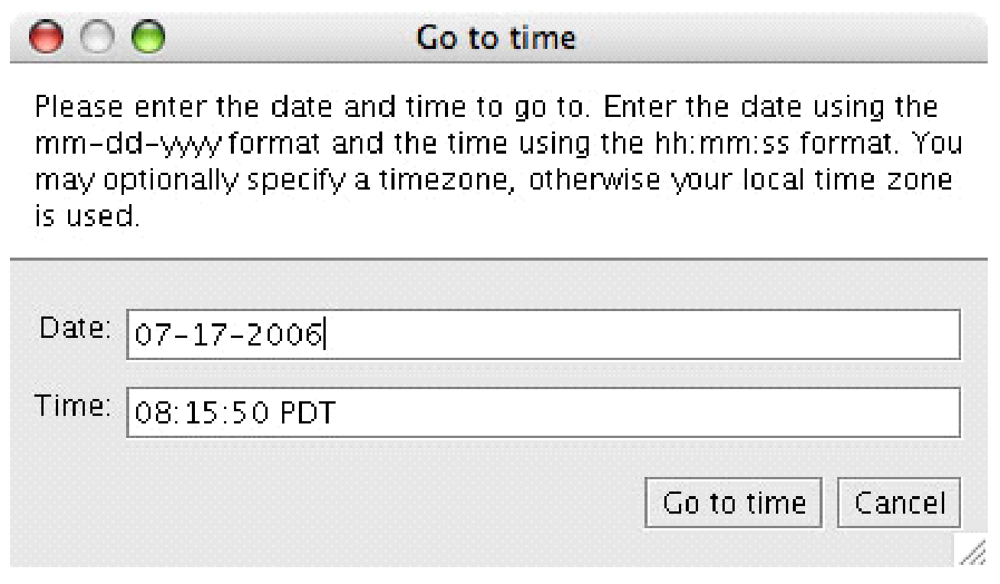 Go to time
Please enter the date and time to go to. Enter the date using the
mm-dd-yyyy format and the time using the hh:mm:ss format. You
may optionally specify a timezone, otherwise your local time zone
is used.
Date: 07-17-2006
Time: 08:15:50 PDT
Go to time Cancel